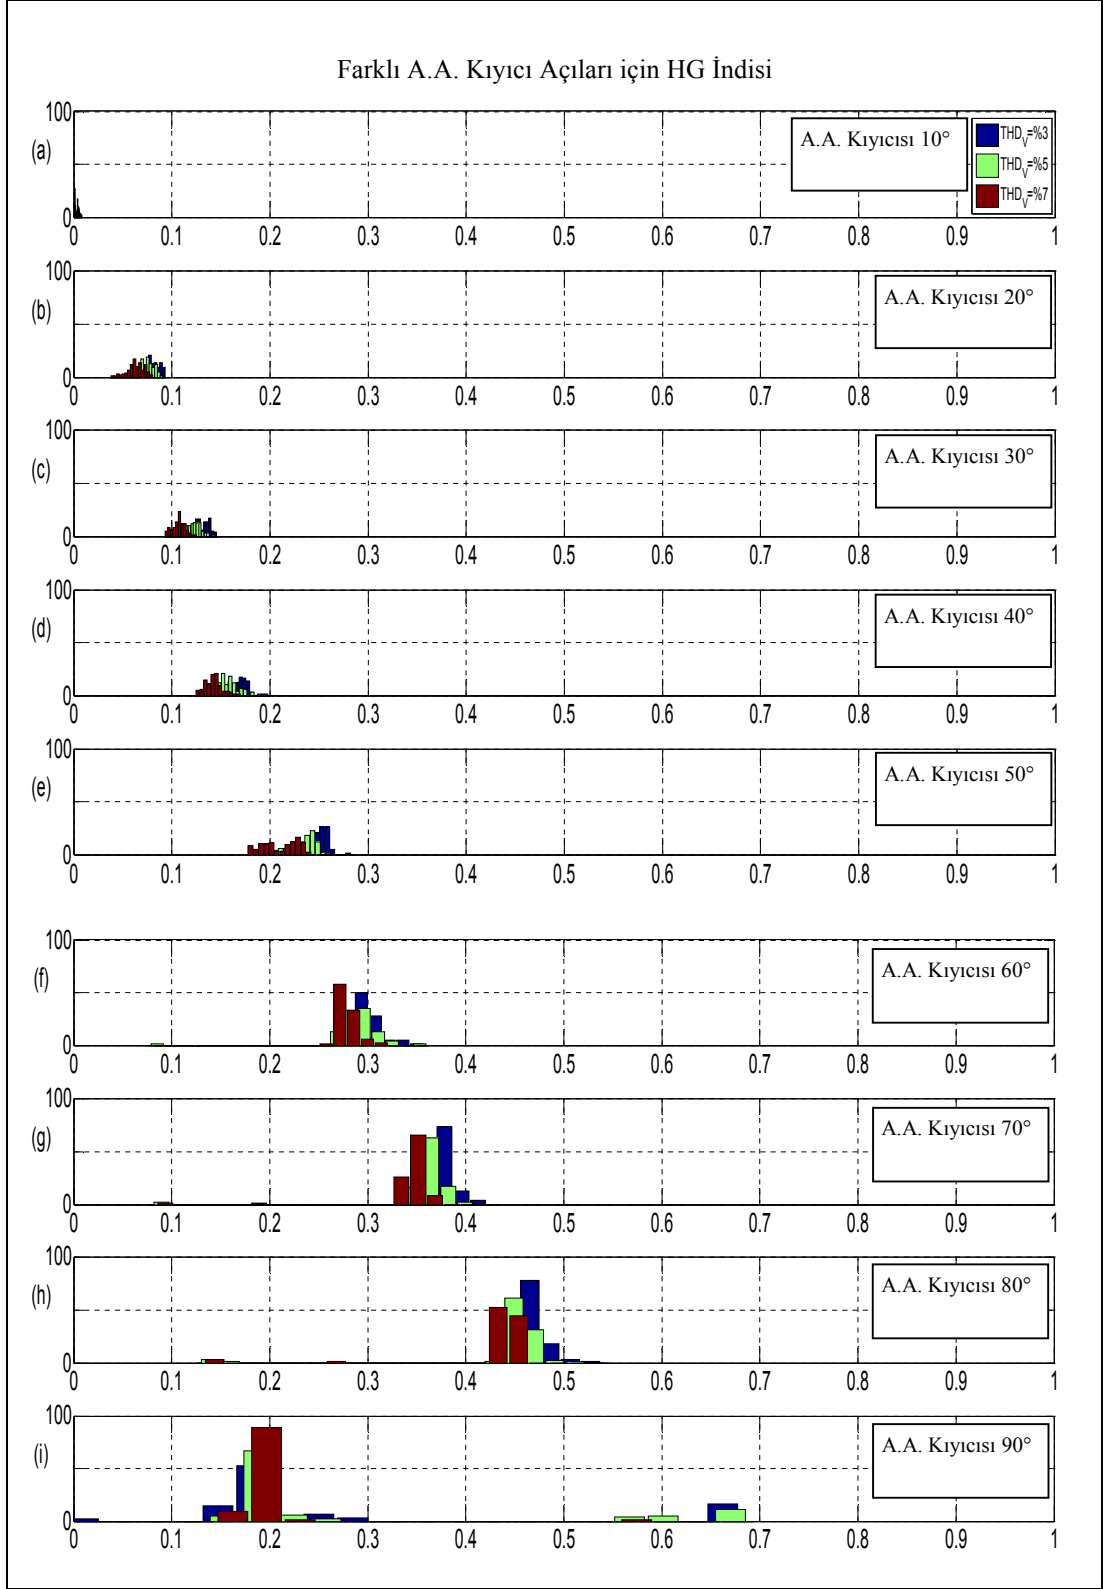 Farklı A.A. Kıyıcı Açıları için HG İndisi
(a)
100
0
A.A. Kıyıcısı 10°
THD_V=%3
THD_V=%5
THD_V=%7
0 0.1 0.2 0.3 0.4 0.5 0.6 0.7 0.8 0.9 1
(b)
100
0
A.A. Kıyıcısı 20°
0 0.1 0.2 0.3 0.4 0.5 0.6 0.7 0.8 0.9 1
(c)
100
0
A.A. Kıyıcısı 30°
0 0.1 0.2 0.3 0.4 0.5 0.6 0.7 0.8 0.9 1
(d)
100
0
A.A. Kıyıcısı 40°
0 0.1 0.2 0.3 0.4 0.5 0.6 0.7 0.8 0.9 1
(e)
100
0
A.A. Kıyıcısı 50°
0 0.1 0.2 0.3 0.4 0.5 0.6 0.7 0.8 0.9 1
(f)
100
0
A.A. Kıyıcısı 60°
0 0.1 0.2 0.3 0.4 0.5 0.6 0.7 0.8 0.9 1
(g)
100
0
A.A. Kıyıcısı 70°
0 0.1 0.2 0.3 0.4 0.5 0.6 0.7 0.8 0.9 1
(h)
100
0
A.A. Kıyıcısı 80°
0 0.1 0.2 0.3 0.4 0.5 0.6 0.7 0.8 0.9 1
(i)
100
0
A.A. Kıyıcısı 90°
0 0.1 0.2 0.3 0.4 0.5 0.6 0.7 0.8 0.9 1